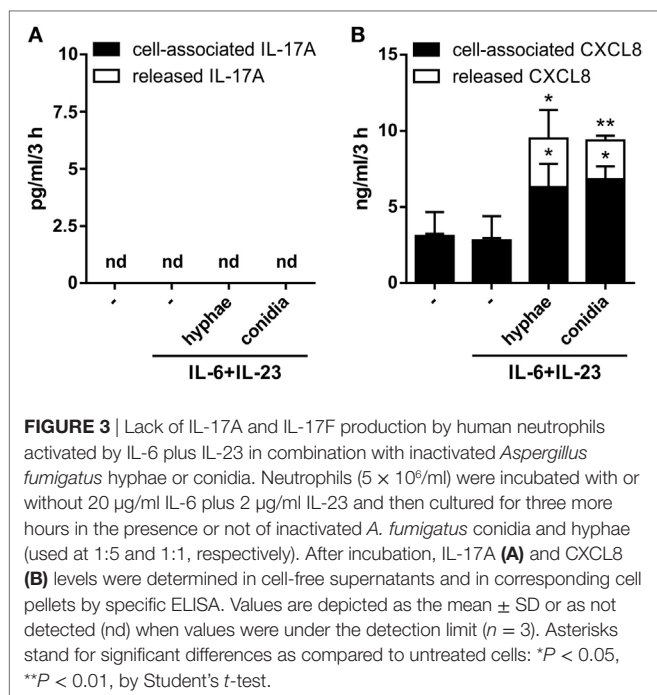 A
B
10
7.5
5
2.5
0
pg/ml/3 h
cell-associated IL-17A
released IL-17A
nd nd nd nd
-
-
hyphae
conidia
IL-6+IL-23
15
10
5
0
ng/ml/3 h
cell-associated CXCL8
released CXCL8
*
*
**
*
-
-
hyphae
conidia
IL-6+IL-23
FIGURE 3 | Lack of IL-17A and IL-17F production by human neutrophils
activated by IL-6 plus IL-23 in combination with inactivated Aspergillus
fumigatus hyphae or conidia. Neutrophils (5 × 10⁶/ml) were incubated with or
without 20 µg/ml IL-6 plus 2 µg/ml IL-23 and then cultured for three more
hours in the presence or not of inactivated A. fumigatus conidia and hyphae
(used at 1:5 and 1:1, respectively). After incubation, IL-17A (A) and CXCL8
(B) levels were determined in cell-free supernatants and in corresponding cell
pellets by specific ELISA. Values are depicted as the mean ± SD or as not
detected (nd) when values were under the detection limit (n = 3). Asterisks
stand for significant differences as compared to untreated cells: *P < 0.05,
**P < 0.01, by Student's t-test.